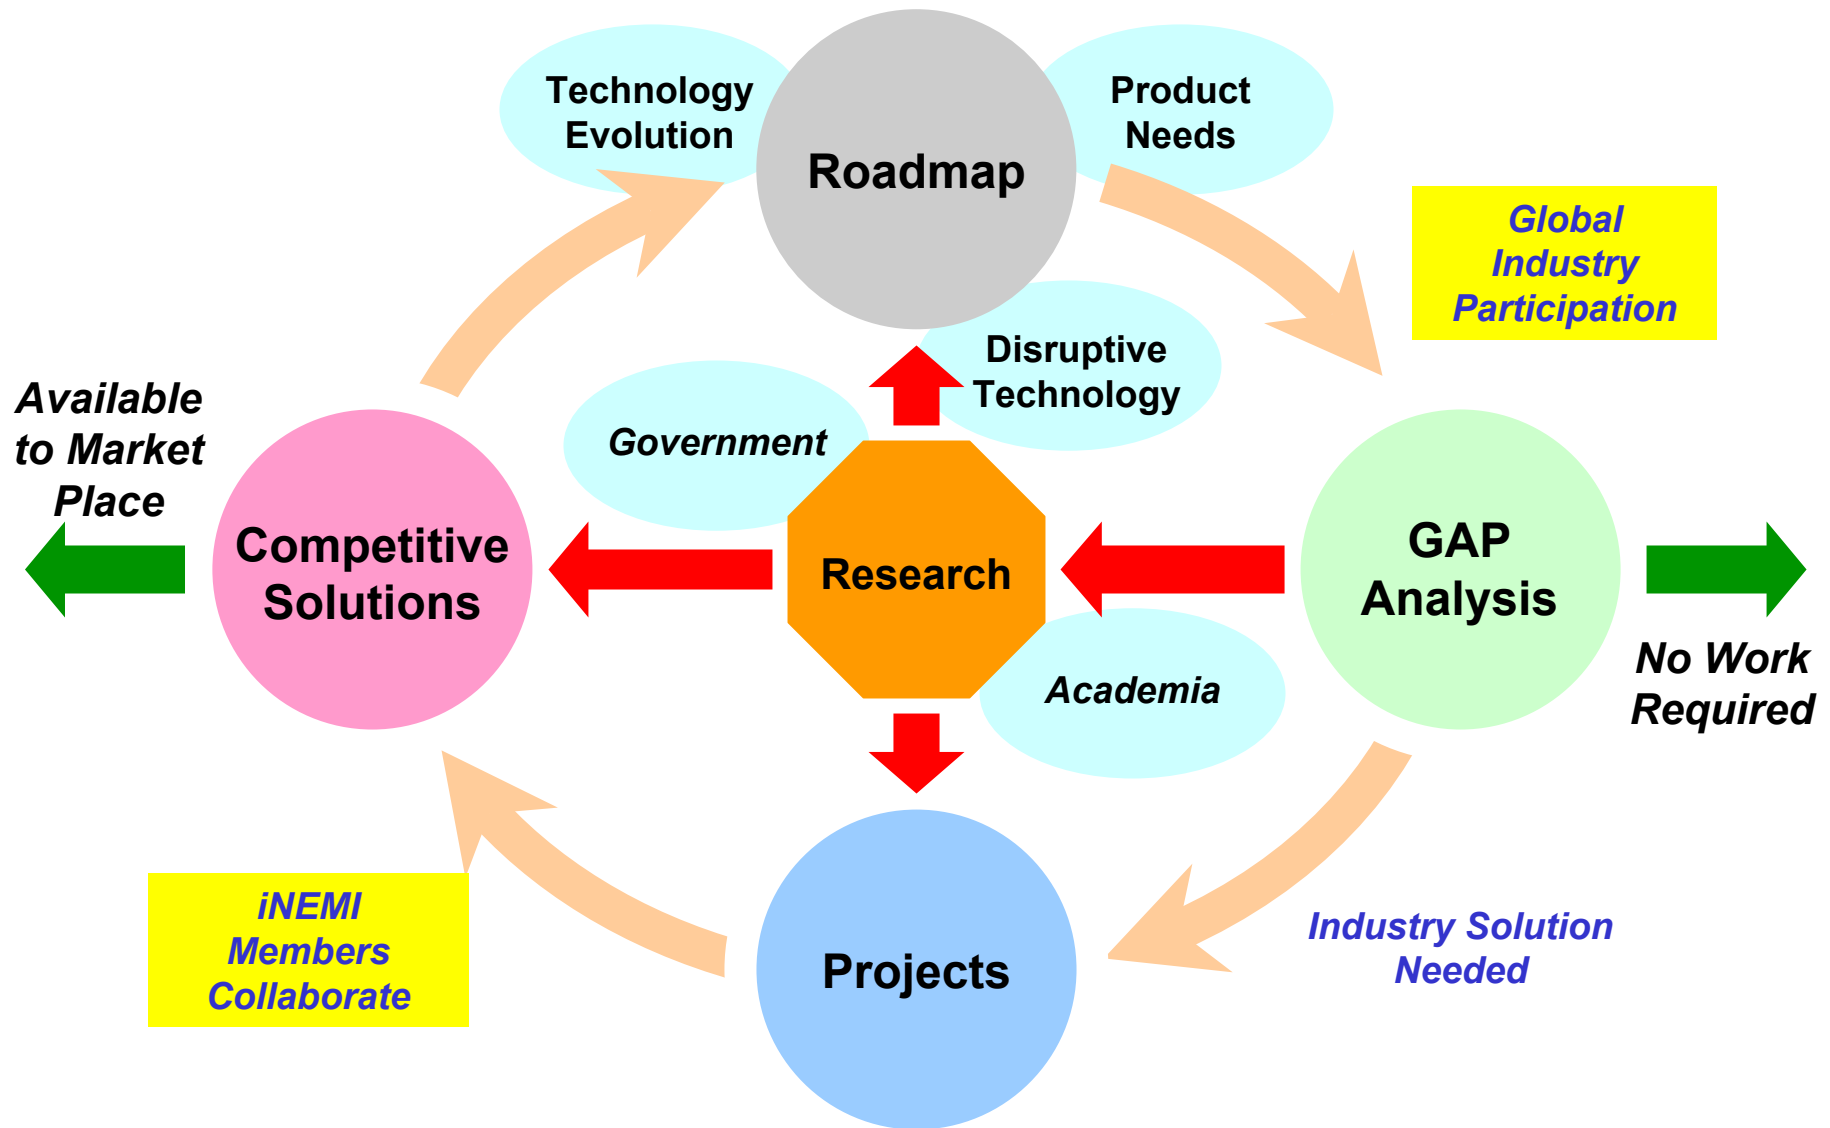 Technology
Evolution
Roadmap
Product
Needs
Global
Industry
Participation
Disruptive
Technology
Government
Available
to Market
Place
Competitive
Solutions
Research
GAP
Analysis
No Work
Required
Academia
iNEMI
Members
Collaborate
Projects
Industry Solution
Needed